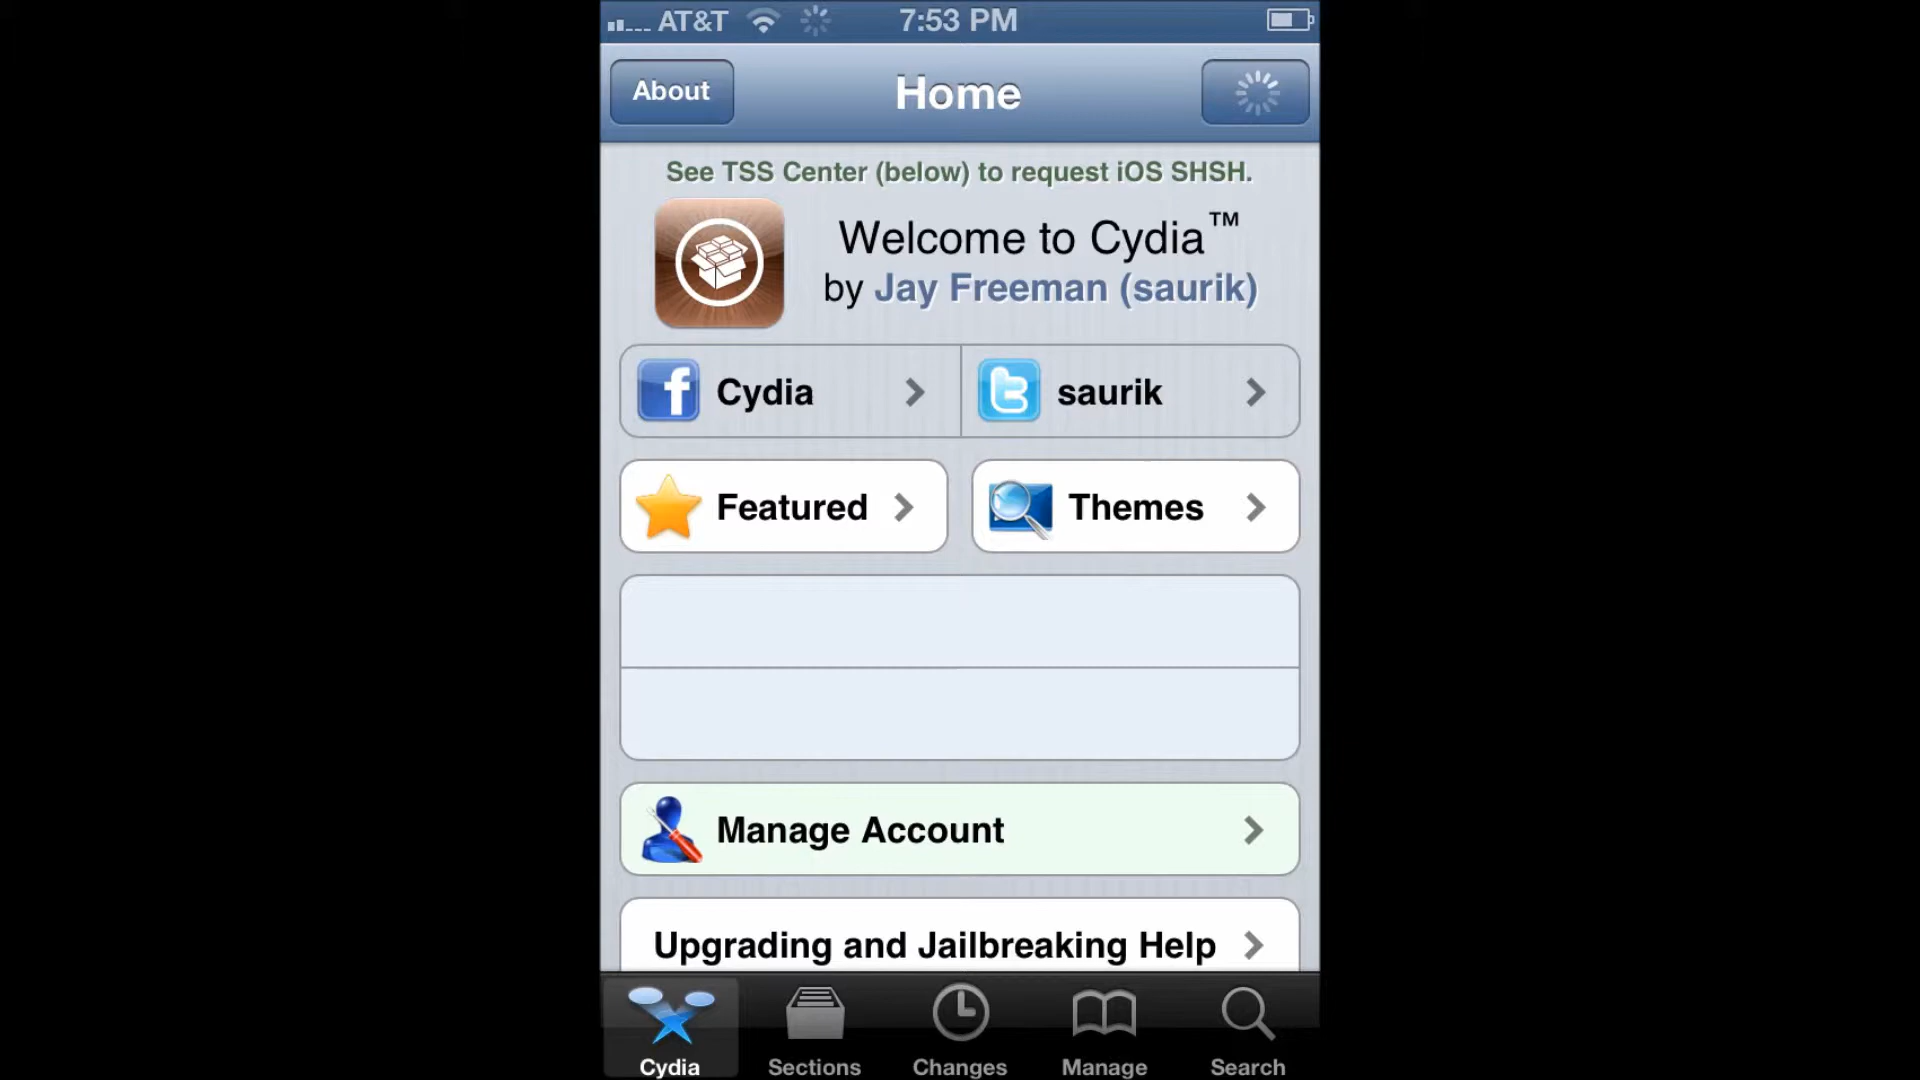 AT&T 7:53 PM
About Home
See TSS Center (below) to request iOS SHSH.
Welcome to Cydia™
by Jay Freeman (saurik)
Cydia saurik
Featured Themes
Manage Account
Upgrading and Jailbreaking Help
Cydia Sections Changes Manage Search